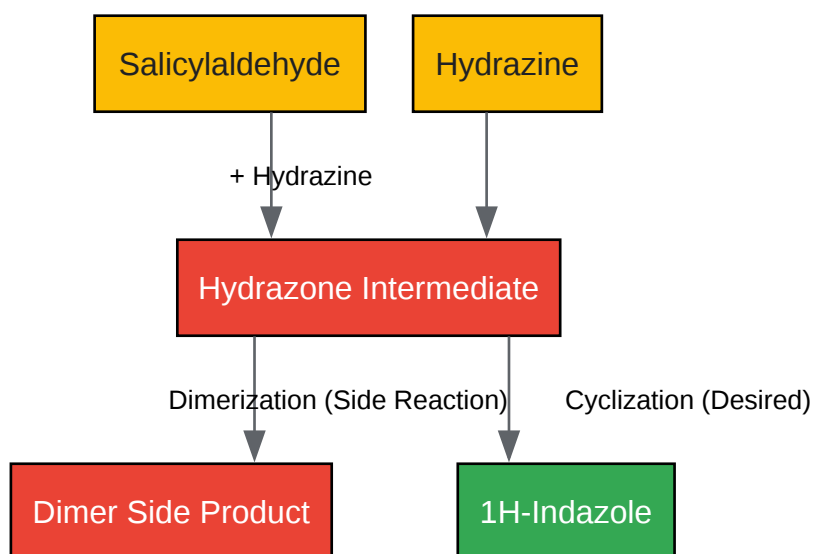 Salicylaldehyde
Hydrazine
+ Hydrazine
Hydrazone Intermediate
Dimerization (Side Reaction)
Cyclization (Desired)
Dimer Side Product
1H-Indazole